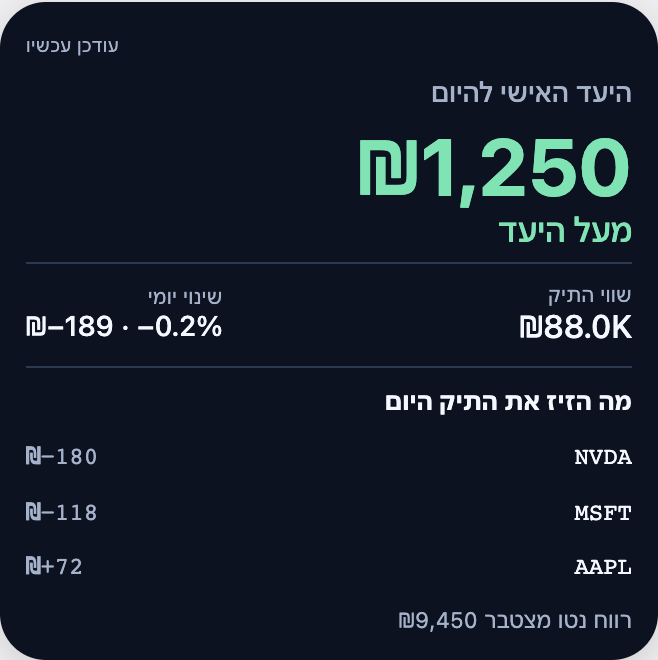 עודכן עכשיו
היעד האישי להיום
₪1,250
מעל היעד
שווי התיק
₪88.0K
שינוי יומי
₪−189 · −0.2%
מה הזיז את התיק היום
NVDA ₪−180
MSFT ₪−118
AAPL ₪+72
רווח נטו מצטבר ₪9,450